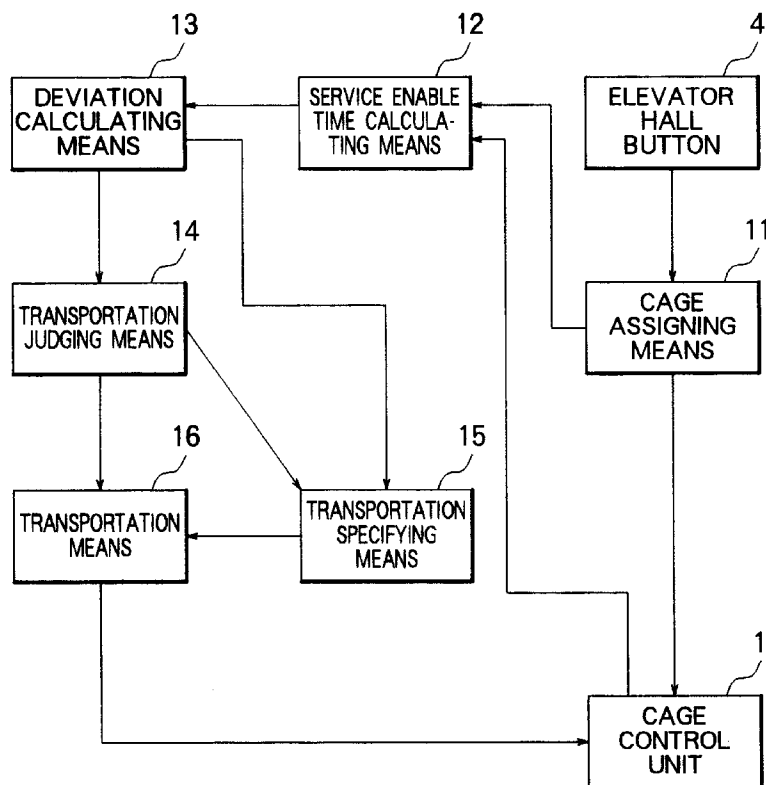 13
DEVIATION
CALCULATING
MEANS
12
SERVICE ENABLE
TIME CALCULA-
TING MEANS
4
ELEVATOR
HALL
BUTTON
14
TRANSPORTATION
JUDGING MEANS
11
CAGE
ASSIGNING
MEANS
16
TRANSPORTATION
MEANS
15
TRANSPORTATION
SPECIFYING
MEANS
1
CAGE
CONTROL
UNIT